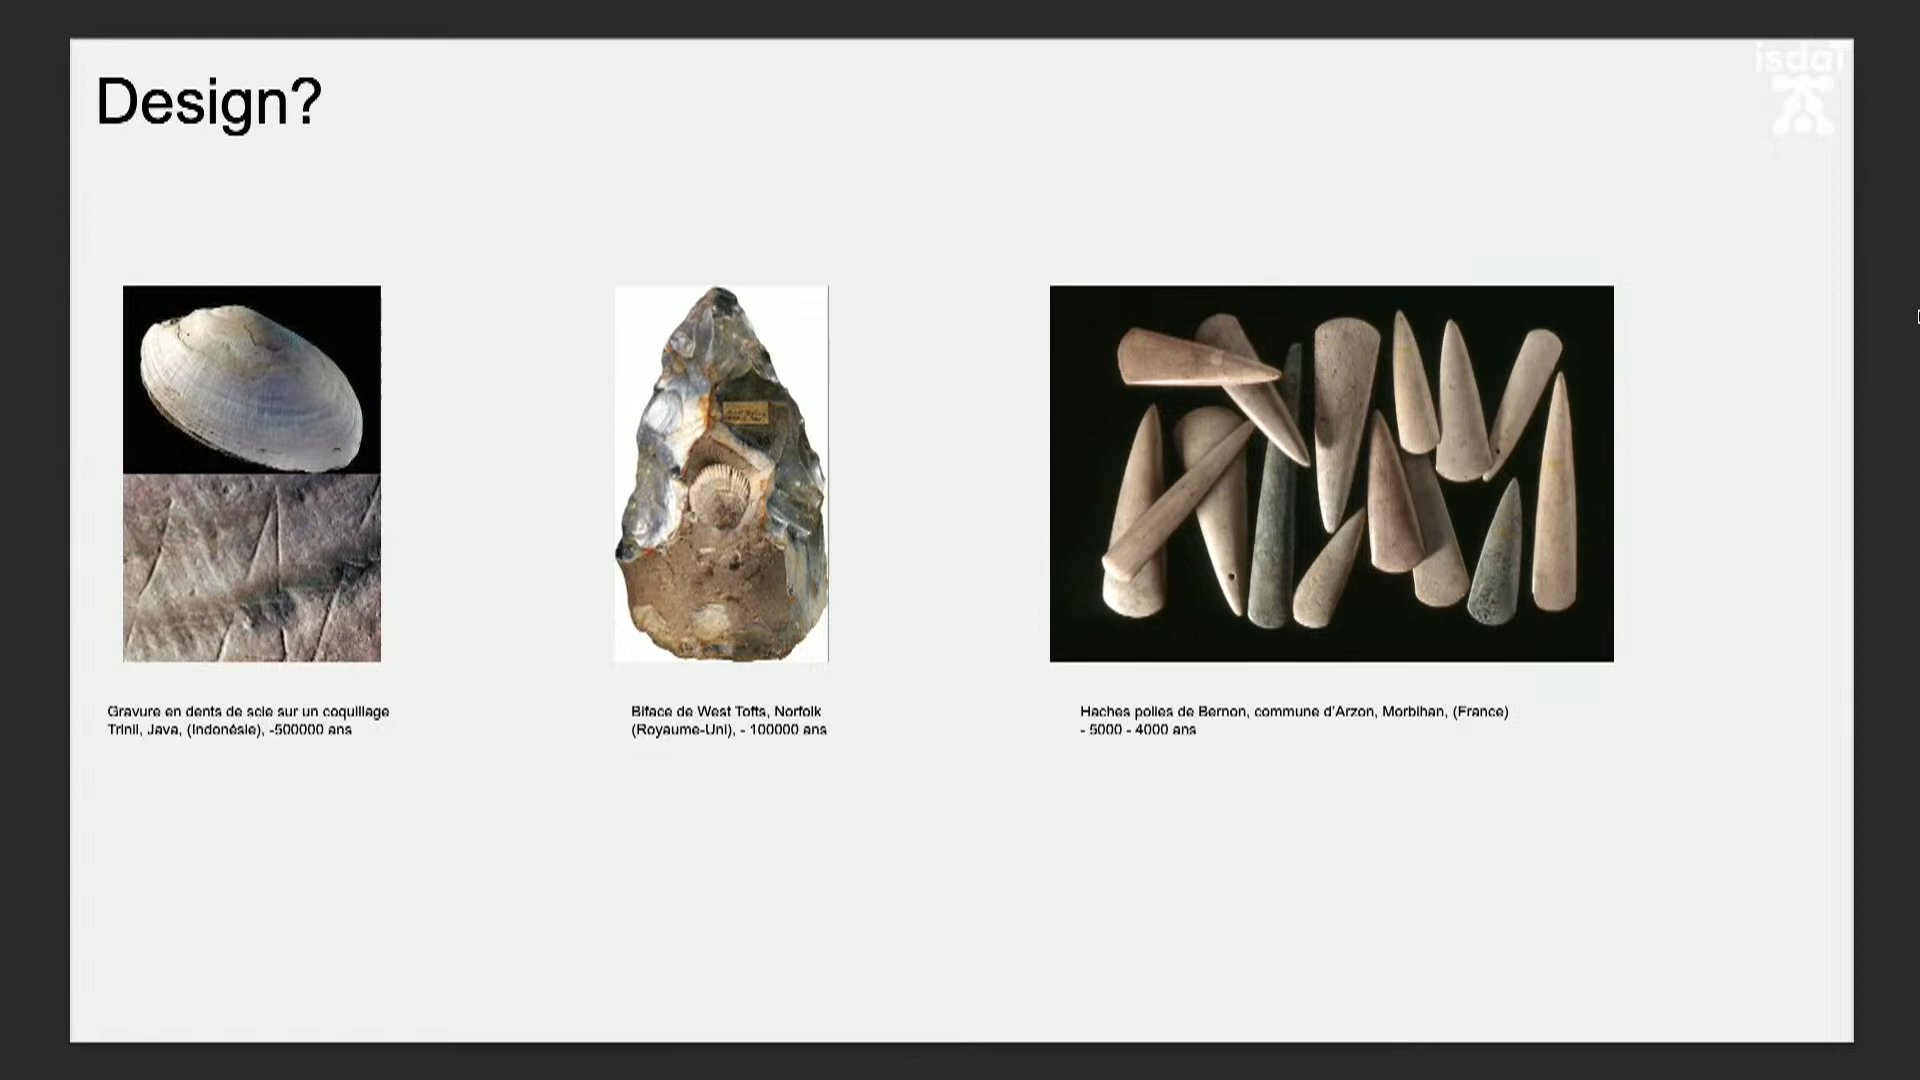 Design?
isdaT
Gravure en dents de scie sur un coquillage
Trinil, Java, (Indonésie), -500000 ans
Biface de West Tofts, Norfolk
(Royaume-Uni), - 100000 ans
Haches polies de Bernon, commune d'Arzon, Morbihan, (France)
- 5000 - 4000 ans